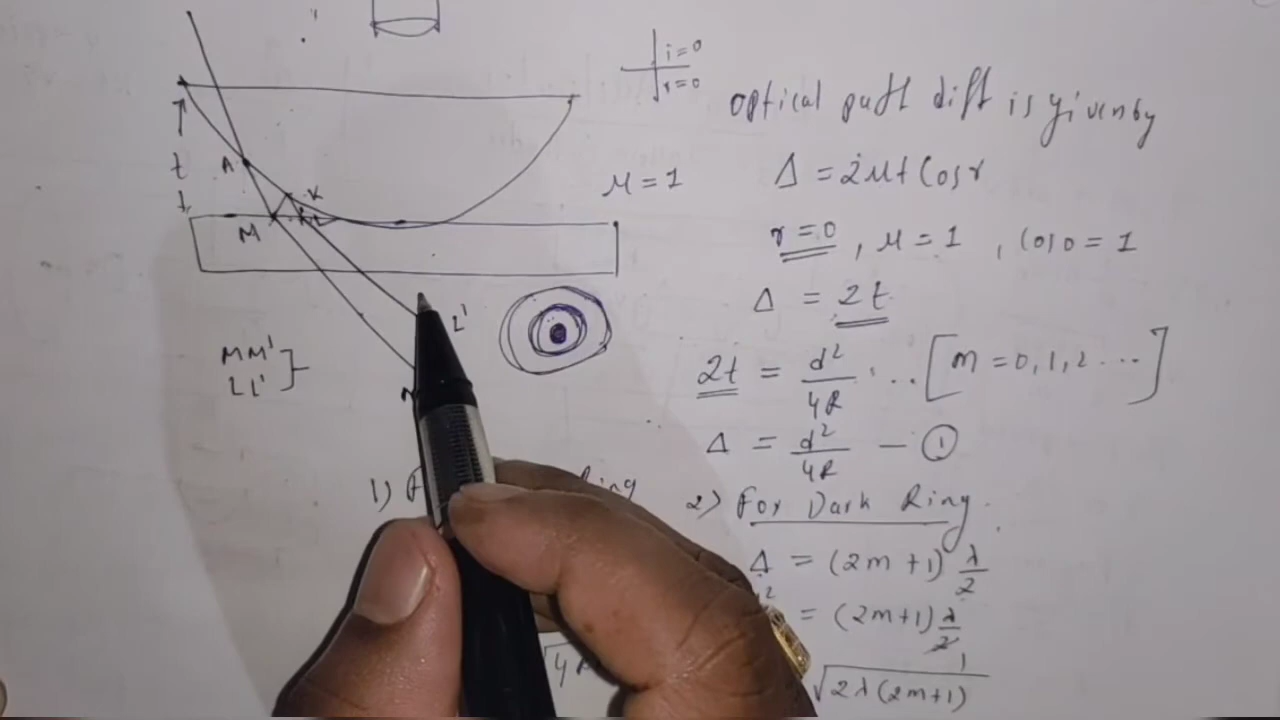 i=0
r=0
optical path diff is given by
A
t
K
μ = 1
Δ = 2μt Cosr
M
L
r=0, μ=1, Cos0 = 1
Δ = 2t
L'
MM'
LL'
2t = d²/4R ... [m = 0,1,2 ...]
Δ = d²/4R — ①
1)
Ring
2) For Dark Ring.
Δ = (2m+1) λ/2
= (2m+1) λ/2
√2λ(2m+1)